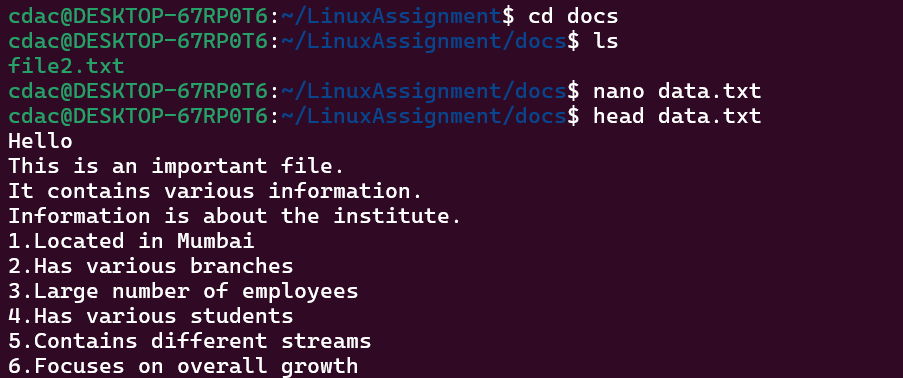 cdac@DESKTOP-67RP0T6:~/LinuxAssignment$ cd docs
cdac@DESKTOP-67RP0T6:~/LinuxAssignment/docs$ ls
file2.txt
cdac@DESKTOP-67RP0T6:~/LinuxAssignment/docs$ nano data.txt
cdac@DESKTOP-67RP0T6:~/LinuxAssignment/docs$ head data.txt
Hello
This is an important file.
It contains various information.
Information is about the institute.
1.Located in Mumbai
2.Has various branches
3.Large number of employees
4.Has various students
5.Contains different streams
6.Focuses on overall growth